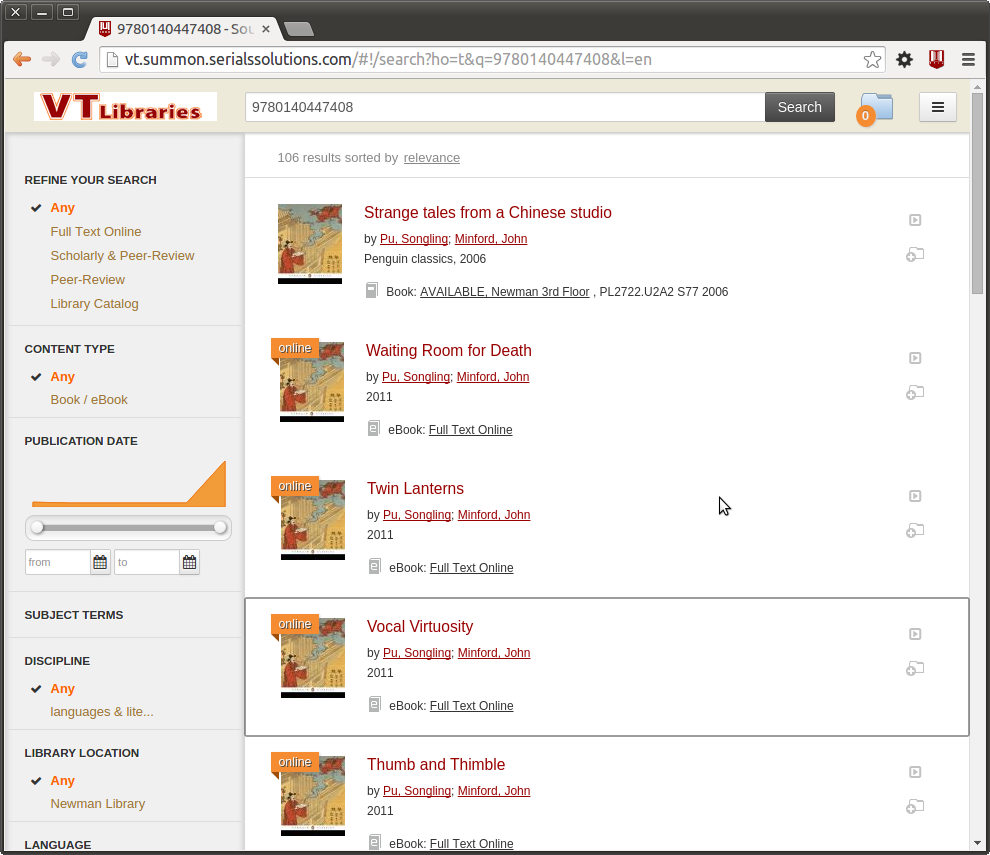 9780140447408 - Sou
vt.summon.serialssolutions.com/#!/search?ho=t&q=9780140447408&l=en
VT Libraries
9780140447408
Search
0
REFINE YOUR SEARCH
Any
Full Text Online
Scholarly & Peer-Review
Peer-Review
Library Catalog
CONTENT TYPE
Any
Book / eBook
PUBLICATION DATE
from
to
SUBJECT TERMS
DISCIPLINE
Any
languages & lite...
LIBRARY LOCATION
Any
Newman Library
LANGUAGE
106 results sorted by relevance
Strange tales from a Chinese studio
by Pu, Songling; Minford, John
Penguin classics, 2006
Book: AVAILABLE, Newman 3rd Floor , PL2722.U2A2 S77 2006
online
Waiting Room for Death
by Pu, Songling; Minford, John
2011
eBook: Full Text Online
online
Twin Lanterns
by Pu, Songling; Minford, John
2011
eBook: Full Text Online
online
Vocal Virtuosity
by Pu, Songling; Minford, John
2011
eBook: Full Text Online
online
Thumb and Thimble
by Pu, Songling; Minford, John
2011
eBook: Full Text Online